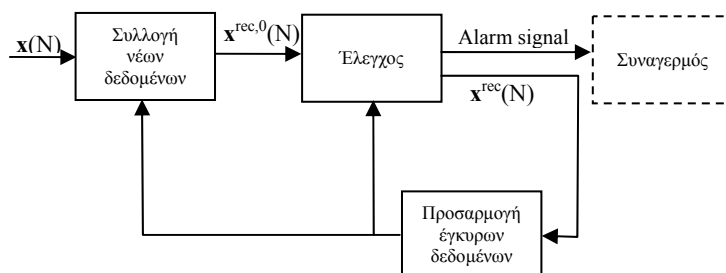 x(N)
Συλλογή
νέων
δεδομένων
x^rec,0(N)
Έλεγχος
Alarm signal
x^rec(N)
Συναγερμός
Προσαρμογή
έγκυρων
δεδομένων